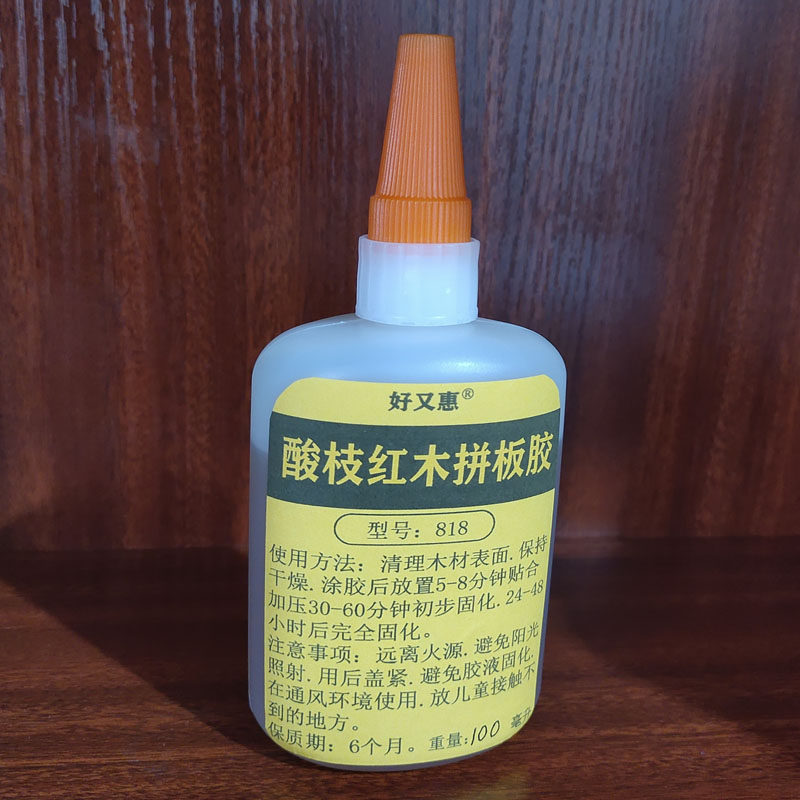 好又惠®
酸枝红木拼板胶
型号：818
使用方法：清理木材表面.保持
干燥.涂胶后放置5-8分钟贴合
加压30-60分钟初步固化.24-48
小时后完全固化。
注意事项：远离火源.避免阳光
照射.用后盖紧.避免胶液固化.
在通风环境使用.放儿童接触不
到的地方。
保质期：6个月。重量:100 毫升